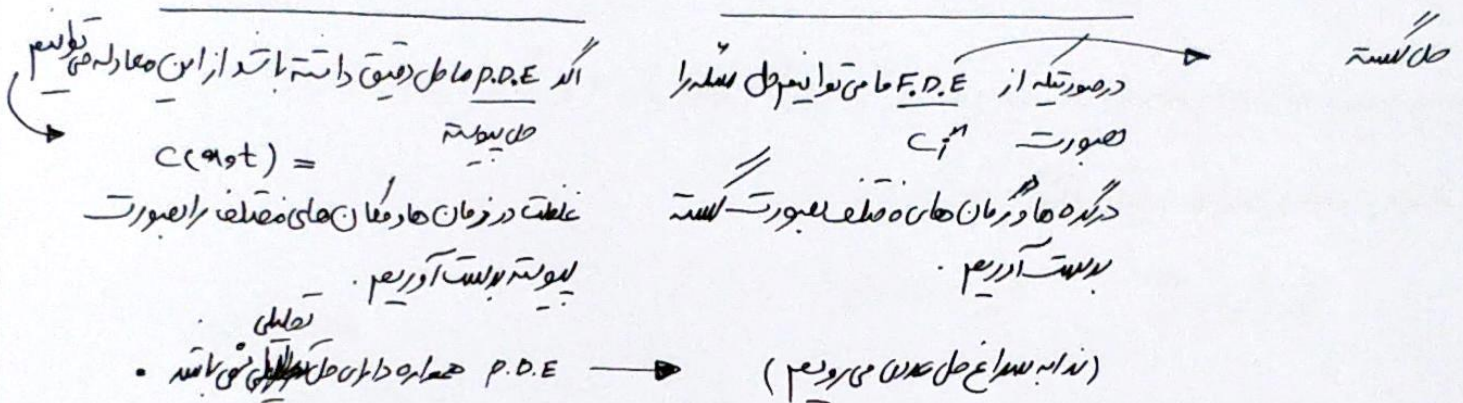 حل گسسته
در صورتیکه از F.D.E ما می توانیم حل مسئله را
بصورت Cᵢⁿ
در گره ها و زمان های مختلف بصورت گسسته
بدست آوریم .
(لذا به سراغ حل عددی می رویم)
اگر P.D.E ما حل دقیق داشته باشد از این معادله می توانیم
حل پیوسته
C(x,t) =
غلظت در زمان ها و مکان های مختلف را بصورت
پیوسته بدست آوریم .
تحلیلی
P.D.E همواره دارای حل نمی باشد .